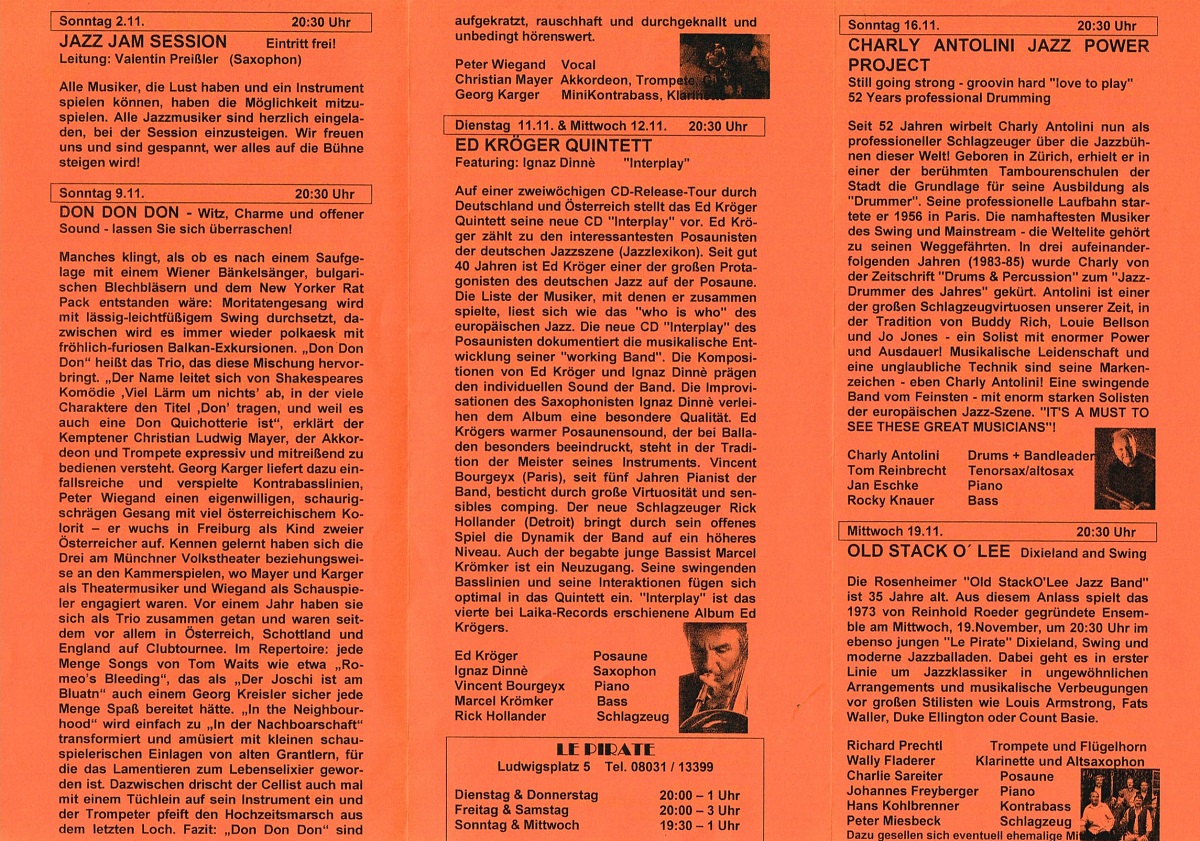 Sonntag 2.11. 20:30 Uhr
JAZZ JAM SESSION Eintritt frei!
Leitung: Valentin Preißler (Saxophon)
Alle Musiker, die Lust haben und ein Instrument
spielen können, haben die Möglichkeit mitzu-
spielen. Alle Jazzmusiker sind herzlich eingela-
den, bei der Session einzusteigen. Wir freuen
uns und sind gespannt, wer alles auf die Bühne
steigen wird!
Sonntag 9.11. 20:30 Uhr
DON DON DON - Witz, Charme und offener
Sound - lassen Sie sich überraschen!
Manches klingt, als ob es nach einem Saufge-
lage mit einem Wiener Bänkelsänger, bulgari-
schen Blechbläsern und dem New Yorker Rat
Pack entstanden wäre: Moritatengesang wird
mit lässig-leichtfüßigem Swing durchsetzt, da-
zwischen wird es immer wieder polkaesk mit
fröhlich-furiosen Balkan-Exkursionen. „Don Don
Don“ heißt das Trio, das diese Mischung hervor-
bringt. „Der Name leitet sich von Shakespeares
Komödie ‚Viel Lärm um nichts’ ab, in der viele
Charaktere den Titel ‚Don’ tragen, und weil es
auch eine Don Quichotterie ist“, erklärt der
Kemptener Christian Ludwig Mayer, der Akkor-
deon und Trompete expressiv und mitreißend zu
bedienen versteht. Georg Karger liefert dazu ein-
fallsreiche und verspielte Kontrabasslinien,
Peter Wiegand einen eigenwilligen, schaurig-
schrägen Gesang mit viel österreichischem Ko-
lorit – er wuchs in Freiburg als Kind zweier
Österreicher auf. Kennen gelernt haben sich die
Drei am Münchner Volkstheater beziehungswei-
se an den Kammerspielen, wo Mayer und Karger
als Theatermusiker und Wiegand als Schauspie-
ler engagiert waren. Vor einem Jahr haben sie
sich als Trio zusammen getan und waren seit-
dem vor allem in Österreich, Schottland und
England auf Clubtournee. Im Repertoire: jede
Menge Songs von Tom Waits wie etwa „Ro-
meo’s Bleeding“, das als „Der Joschi ist am
Bluatn“ auch einem Georg Kreisler sicher jede
Menge Spaß bereitet hätte. „In the Neighbour-
hood“ wird einfach zu „In der Nachboarschaft“
transformiert und amüsiert mit kleinen schau-
spielerischen Einlagen von alten Grantlern, für
die das Lamentieren zum Lebenselixier gewor-
den ist. Dazwischen drischt der Cellist auch mal
mit einem Tüchlein auf sein Instrument ein und
der Trompeter pfeift den Hochzeitsmarsch aus
dem letzten Loch. Fazit: „Don Don Don“ sind
aufgekratzt, rauschhaft und durchgeknallt und
unbedingt hörenswert.
Peter Wiegand Vocal
Christian Mayer Akkordeon, Trompete,
Georg Karger MiniKontrabass,
Dienstag 11.11. & Mittwoch 12.11. 20:30 Uhr
ED KRÖGER QUINTETT
Featuring: Ignaz Dinnè "Interplay"
Auf einer zweiwöchigen CD-Release-Tour durch
Deutschland und Österreich stellt das Ed Kröger
Quintett seine neue CD "Interplay" vor. Ed Krö-
ger zählt zu den interessantesten Posaunisten
der deutschen Jazzszene (Jazzlexikon). Seit gut
40 Jahren ist Ed Kröger einer der großen Prota-
gonisten des deutschen Jazz auf der Posaune.
Die Liste der Musiker, mit denen er zusammen
spielte, liest sich wie das "who is who" des
europäischen Jazz. Die neue CD "Interplay" des
Posaunisten dokumentiert die musikalische Ent-
wicklung seiner "working Band". Die Komposi-
tionen von Ed Kröger und Ignaz Dinnè prägen
den individuellen Sound der Band. Die Improvi-
sationen des Saxophonisten Ignaz Dinnè verlei-
hen dem Album eine besondere Qualität. Ed
Krögers warmer Posaunensound, der bei Balla-
den besonders beeindruckt, steht in der Tradi-
tion der Meister seines Instruments. Vincent
Bourgeyx (Paris), seit fünf Jahren Pianist der
Band, besticht durch große Virtuosität und sen-
sibles comping. Der neue Schlagzeuger Rick
Hollander (Detroit) bringt durch sein offenes
Spiel die Dynamik der Band auf ein höheres
Niveau. Auch der begabte junge Bassist Marcel
Krömker ist ein Neuzugang. Seine swingenden
Basslinien und seine Interaktionen fügen sich
optimal in das Quintett ein. "Interplay" ist das
vierte bei Laika-Records erschienene Album Ed
Krögers.
Ed Kröger Posaune
Ignaz Dinnè Saxophon
Vincent Bourgeyx Piano
Marcel Krömker Bass
Rick Hollander Schlagzeug
LE PIRATE
Ludwigsplatz 5 Tel. 08031 / 13399
Dienstag & Donnerstag 20:00 – 1 Uhr
Freitag & Samstag 20:00 – 3 Uhr
Sonntag & Mittwoch 19:30 – 1 Uhr
Sonntag 16.11. 20:30 Uhr
CHARLY ANTOLINI JAZZ POWER
PROJECT
Still going strong - groovin hard "love to play"
52 Years professional Drumming
Seit 52 Jahren wirbelt Charly Antolini nun als
professioneller Schlagzeuger über die Jazzbüh-
nen dieser Welt! Geboren in Zürich, erhielt er in
einer der berühmten Tambourenschulen der
Stadt die Grundlage für seine Ausbildung als
"Drummer". Seine professionelle Laufbahn star-
tete er 1956 in Paris. Die namhaftesten Musiker
des Swing und Mainstream - die Weltelite gehört
zu seinen Weggefährten. In drei aufeinander-
folgenden Jahren (1983-85) wurde Charly von
der Zeitschrift "Drums & Percussion" zum "Jazz-
Drummer des Jahres" gekürt. Antolini ist einer
der großen Schlagzeugvirtuosen unserer Zeit, in
der Tradition von Buddy Rich, Louie Bellson
und Jo Jones - ein Solist mit enormer Power
und Ausdauer! Musikalische Leidenschaft und
eine unglaubliche Technik sind seine Marken-
zeichen - eben Charly Antolini! Eine swingende
Band vom Feinsten - mit enorm starken Solisten
der europäischen Jazz-Szene. "IT'S A MUST TO
SEE THESE GREAT MUSICIANS"!
Charly Antolini Drums + Bandleader
Tom Reinbrecht Tenorsax/altosax
Jan Eschke Piano
Rocky Knauer Bass
Mittwoch 19.11. 20:30 Uhr
OLD STACK O´ LEE Dixieland and Swing
Die Rosenheimer "Old StackO'Lee Jazz Band"
ist 35 Jahre alt. Aus diesem Anlass spielt das
1973 von Reinhold Roeder gegründete Ensem-
ble am Mittwoch, 19.November, um 20:30 Uhr im
ebenso jungen "Le Pirate" Dixieland, Swing und
moderne Jazzballaden. Dabei geht es in erster
Linie um Jazzklassiker in ungewöhnlichen
Arrangements und musikalische Verbeugungen
vor großen Stilisten wie Louis Armstrong, Fats
Waller, Duke Ellington oder Count Basie.
Richard Prechtl Trompete und Flügelhorn
Wally Fladerer Klarinette und Altsaxophon
Charlie Sareiter Posaune
Johannes Freyberger Piano
Hans Kohlbrenner Kontrabass
Peter Miesbeck Schlagzeug
Dazu gesellen sich eventuell ehemalige